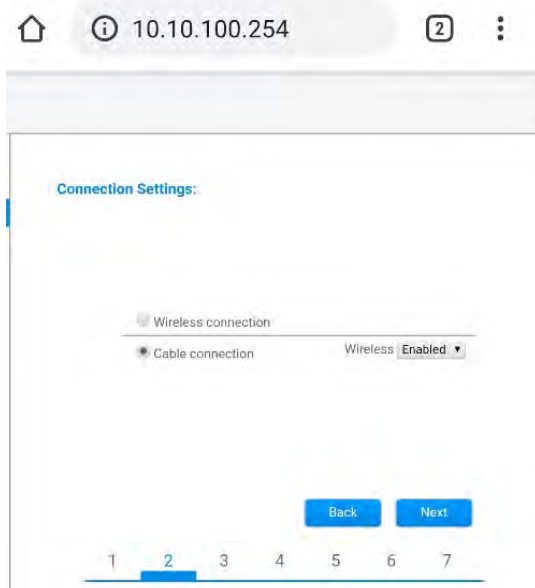 10.10.100.254 2
Connection Settings:
Wireless connection
Cable connection Wireless Enabled
Back Next
1 2 3 4 5 6 7